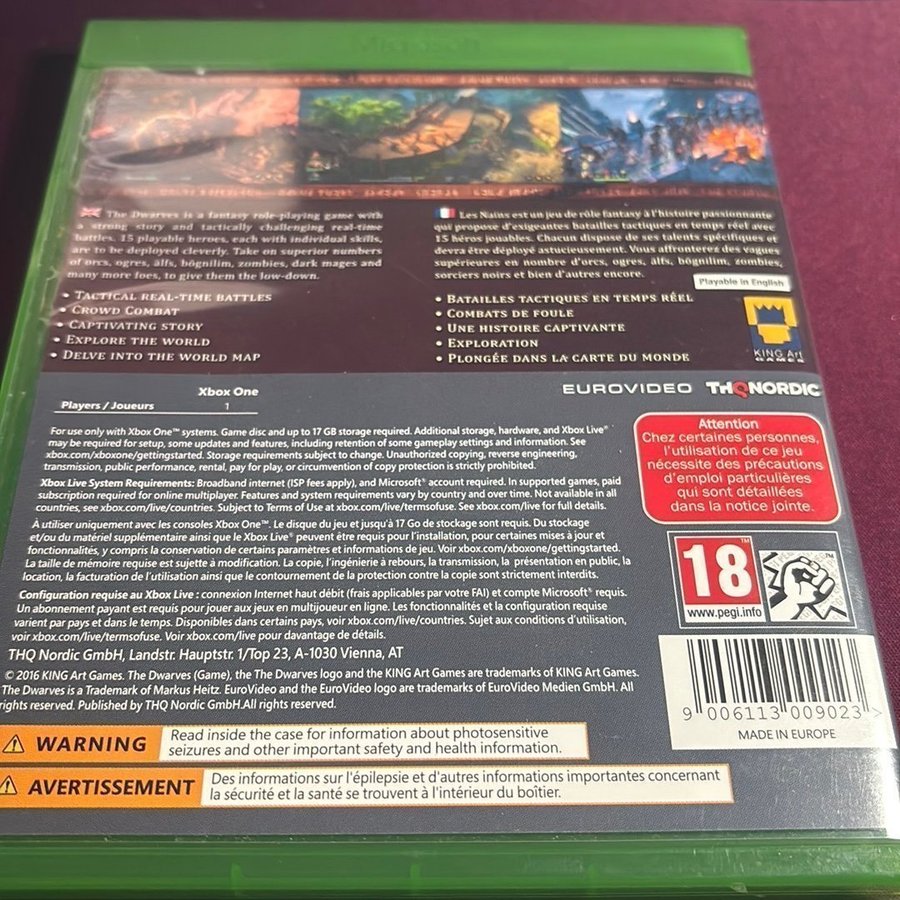 The Dwarves is a fantasy role-playing game with
a strong story and tactically challenging real-time
battles. 15 playable heroes, each with individual skills,
are to be deployed cleverly. Take on superior numbers
of orcs, ogres, älfs, bögnilim, zombies, dark mages and
many more foes, to give them the low-down.
• Tactical real-time battles
• Crowd Combat
• Captivating story
• Explore the world
• Delve into the world map
Les Nains est un jeu de rôle fantasy à l'histoire passionnante
qui propose d'exigeantes batailles tactiques en temps réel avec
15 héros jouables. Chacun dispose de ses talents spécifiques et
devra être déployé astucieusement. Vous affronterez des vagues
supérieures en nombre d'orcs, ogres, älfs, bögnilim, zombies,
sorciers noirs et bien d'autres encore.
Playable in English
• Batailles tactiques en temps réel
• Combats de foule
• Une histoire captivante
• Exploration
• Plongée dans la carte du monde
KING Art
GAMES
Xbox One
Players / Joueurs 1
EUROVIDEO THQNORDIC
For use only with Xbox One™ systems. Game disc and up to 17 GB storage required. Additional storage, hardware, and Xbox Live®
may be required for setup, some updates and features, including retention of some gameplay settings and information. See
xbox.com/xboxone/gettingstarted. Storage requirements subject to change. Unauthorized copying, reverse engineering,
transmission, public performance, rental, pay for play, or circumvention of copy protection is strictly prohibited.
Xbox Live System Requirements: Broadband internet (ISP fees apply), and Microsoft® account required. In supported games, paid
subscription required for online multiplayer. Features and system requirements vary by country and over time. Not available in all
countries, see xbox.com/live/countries. Subject to Terms of Use at xbox.com/live/termsofuse. See xbox.com/live for full details.
À utiliser uniquement avec les consoles Xbox One™. Le disque du jeu et jusqu'à 17 Go de stockage sont requis. Du stockage
et/ou du matériel supplémentaire ainsi que le Xbox Live® peuvent être requis pour l'installation, pour certaines mises à jour et
fonctionnalités, y compris la conservation de certains paramètres et informations de jeu. Voir xbox.com/xboxone/gettingstarted.
La taille de mémoire requise est sujette à modification. La copie, l'ingénierie à rebours, la transmission, la présentation en public, la
location, la facturation de l'utilisation ainsi que le contournement de la protection contre la copie sont strictement interdits.
Configuration requise au Xbox Live : connexion Internet haut débit (frais applicables par votre FAI) et compte Microsoft® requis.
Un abonnement payant est requis pour jouer aux jeux en multijoueur en ligne. Les fonctionnalités et la configuration requise
varient par pays et dans le temps. Disponibles dans certains pays, voir xbox.com/live/countries. Sujet aux conditions d'utilisation,
voir xbox.com/live/termsofuse. Voir xbox.com/live pour davantage de détails.
THQ Nordic GmbH, Landstr. Hauptstr. 1/Top 23, A-1030 Vienna, AT
© 2016 KING Art Games. The Dwarves (Game), the The Dwarves logo and the KING Art Games are trademarks of KING Art Games.
The Dwarves is a Trademark of Markus Heitz. EuroVideo and the EuroVideo logo are trademarks of EuroVideo Medien GmbH. All
rights reserved. Published by THQ Nordic GmbH.All rights reserved.
Attention
Chez certaines personnes,
l'utilisation de ce jeu
nécessite des précautions
d'emploi particulières
qui sont détaillées
dans la notice jointe.
18
www.pegi.info
9 006113 009023 >
MADE IN EUROPE
WARNING
Read inside the case for information about photosensitive
seizures and other important safety and health information.
AVERTISSEMENT
Des informations sur l'épilepsie et d'autres informations importantes concernant
la sécurité et la santé se trouvent à l'intérieur du boîtier.